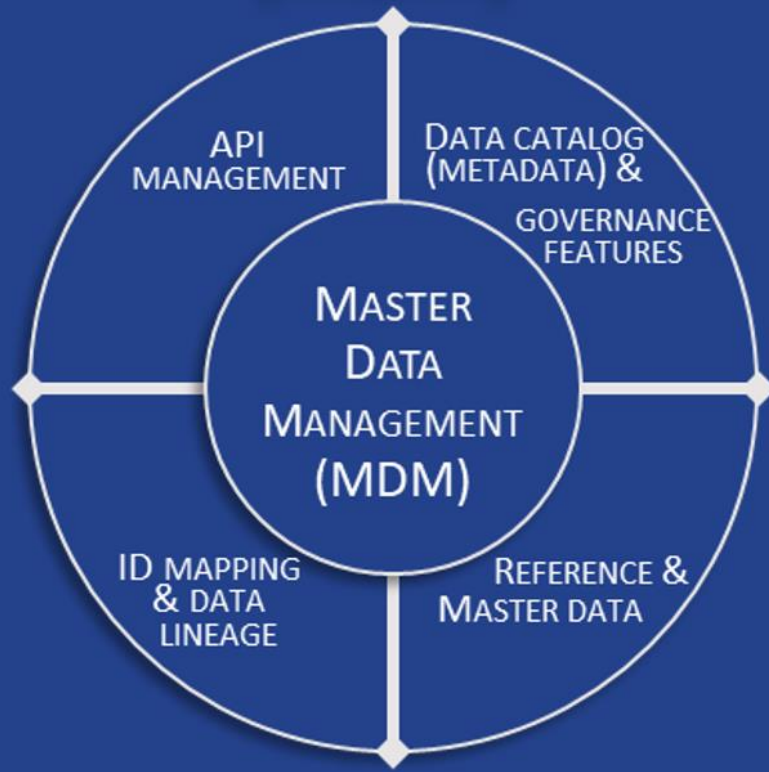 API
MANAGEMENT
DATA CATALOG
(METADATA) &
GOVERNANCE
FEATURES
MASTER
DATA
MANAGEMENT
(MDM)
ID MAPPING
& DATA
LINEAGE
REFERENCE &
MASTER DATA